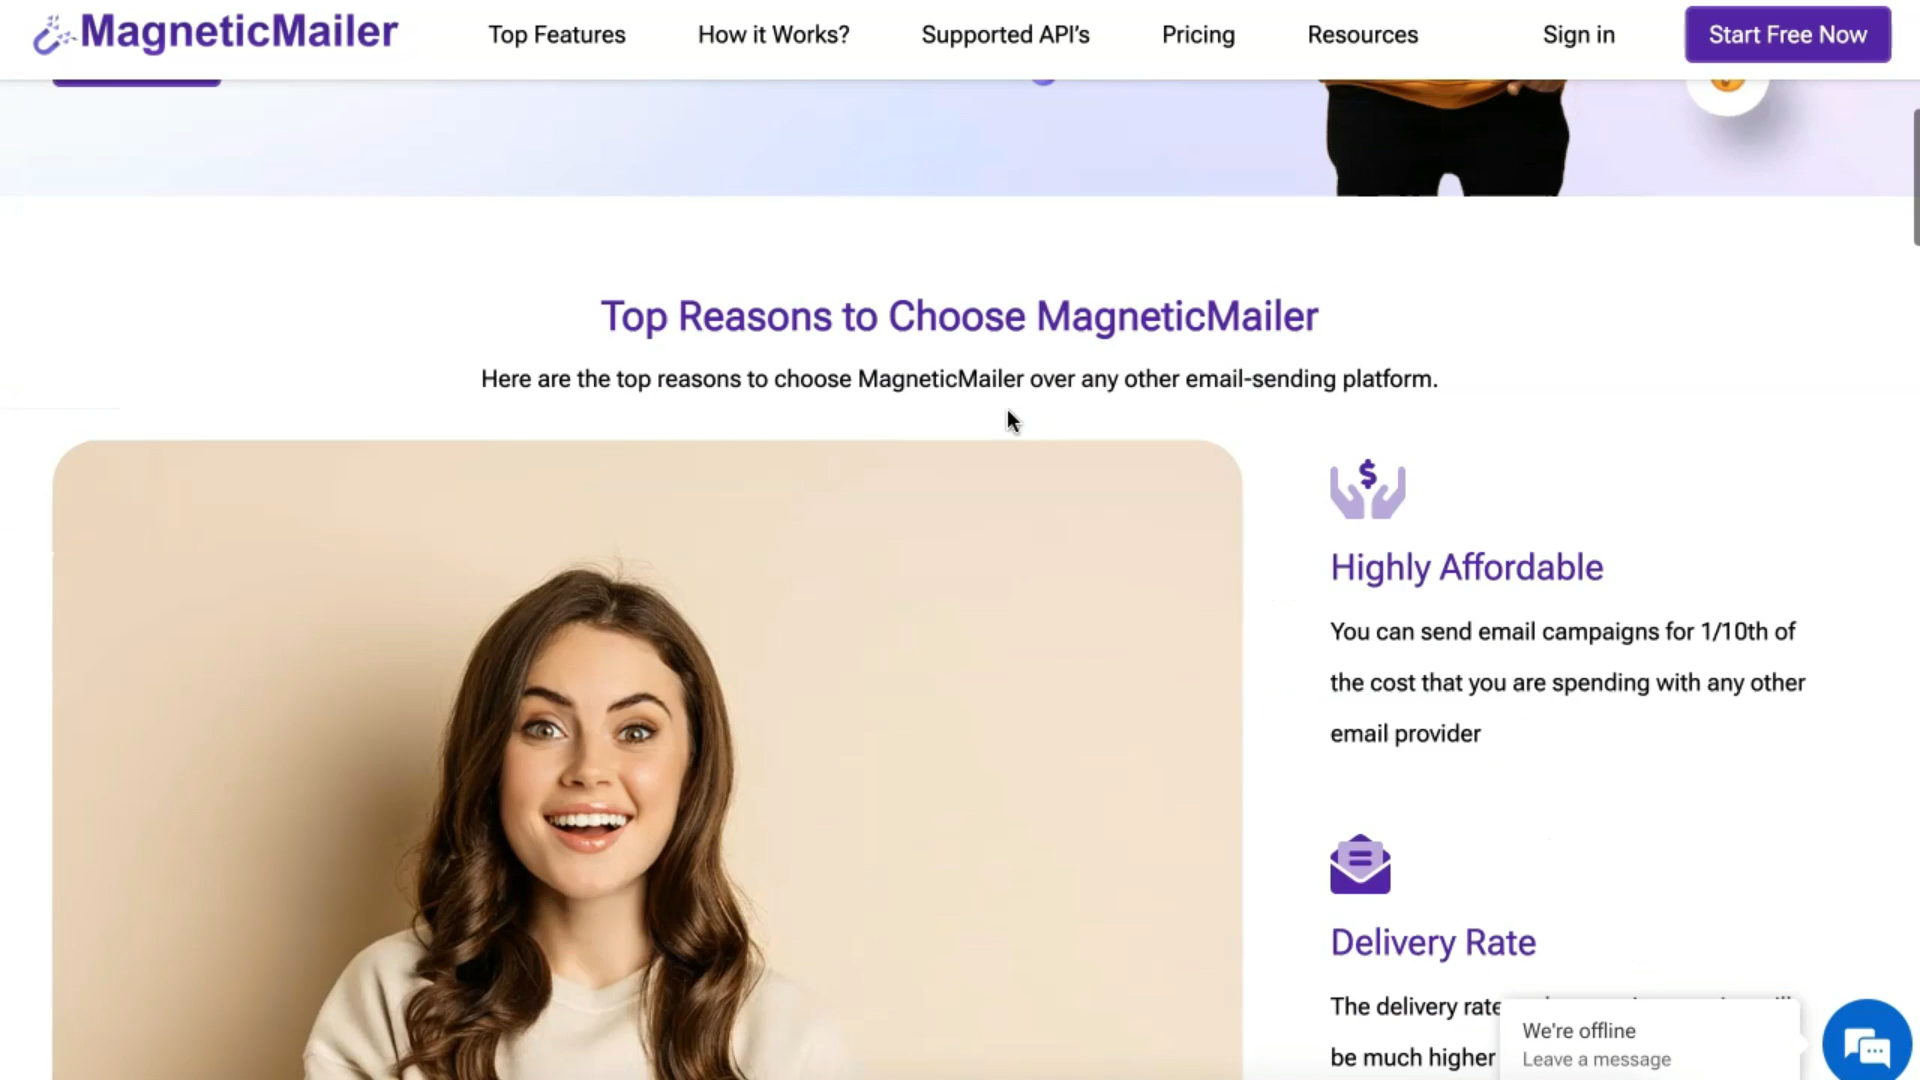 MagneticMailer
Top Features
How it Works?
Supported API's
Pricing
Resources
Sign in
Start Free Now
Top Reasons to Choose MagneticMailer
Here are the top reasons to choose MagneticMailer over any other email-sending platform.
$
Highly Affordable
You can send email campaigns for 1/10th of
the cost that you are spending with any other
email provider
Delivery Rate
The delivery rate
be much higher
We're offline
Leave a message